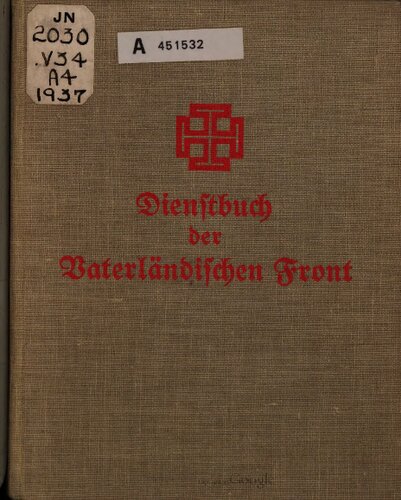 JN
2030
.V34
A4
1937
A 451532
Dienstbuch
der
Vaterländischen Front